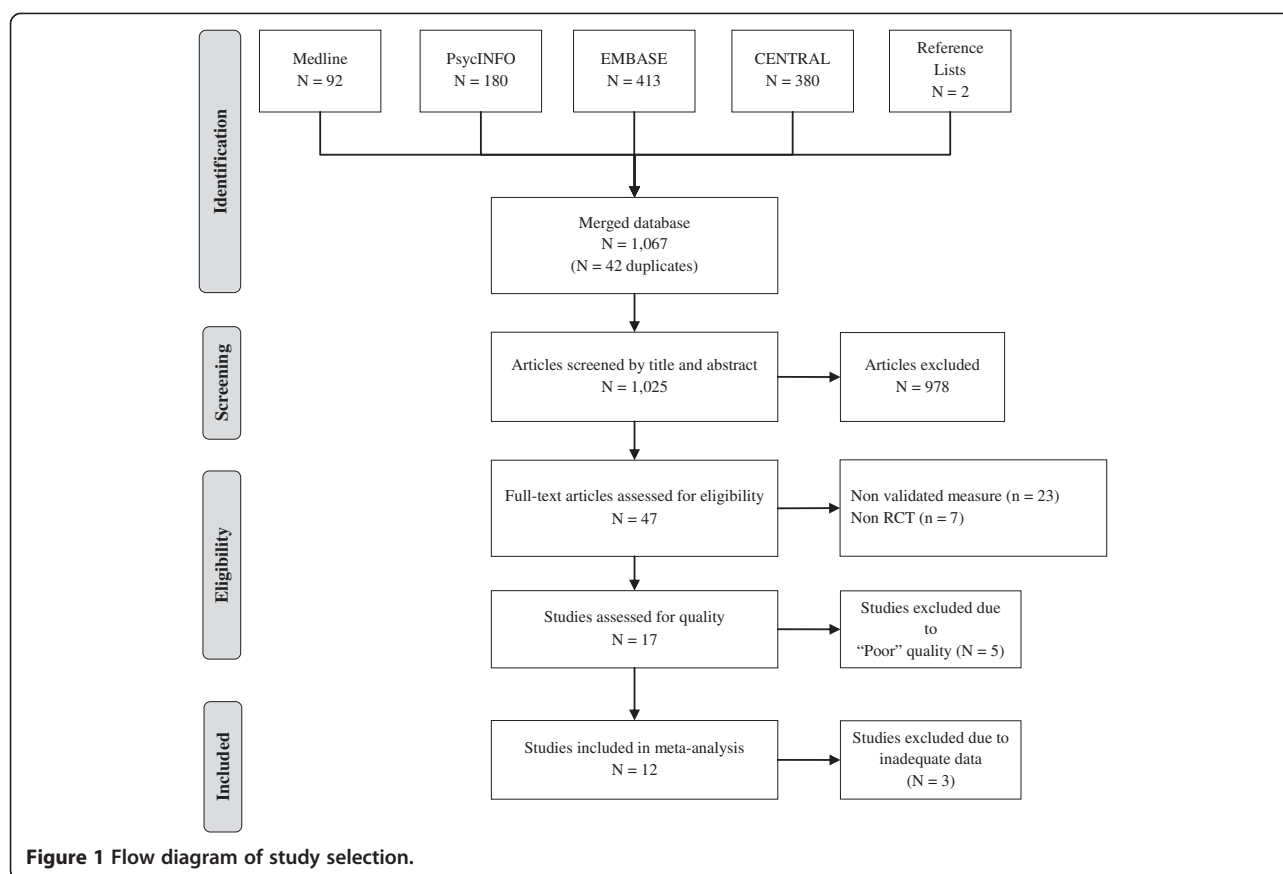 Identification
Medline
N = 92
PsycINFO
N = 180
EMBASE
N = 413
CENTRAL
N = 380
Reference
Lists
N = 2
Merged database
N = 1,067
(N = 42 duplicates)
Screening
Articles screened by title and abstract
N = 1,025
Articles excluded
N = 978
Eligibility
Full-text articles assessed for eligibility
N = 47
Non validated measure (n = 23)
Non RCT (n = 7)
Studies assessed for quality
N = 17
Studies excluded due
to
“Poor” quality (N = 5)
Included
Studies included in meta-analysis
N = 12
Studies excluded due to
inadequate data
(N = 3)
Figure 1 Flow diagram of study selection.